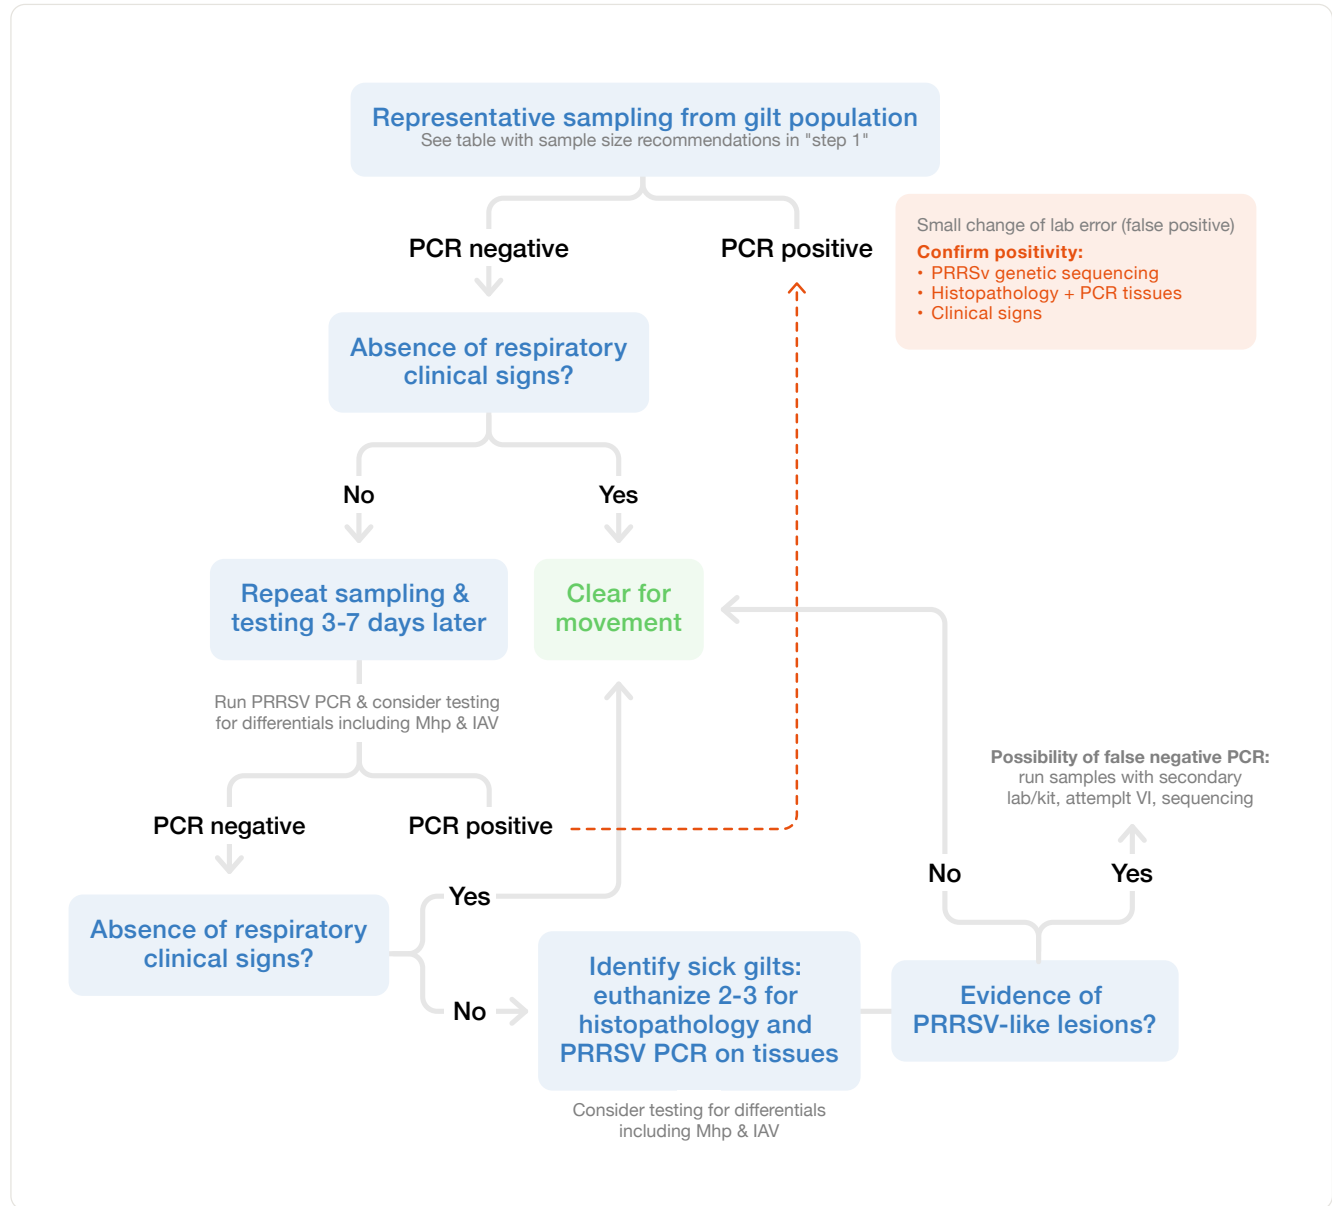 Representative sampling from gilt population
See table with sample size recommendations in "step 1"
PCR negative
PCR positive
Small change of lab error (false positive)
Confirm positivity:
• PRRSv genetic sequencing
• Histopathology + PCR tissues
• Clinical signs
Absence of respiratory
clinical signs?
No
Yes
Repeat sampling &
testing 3-7 days later
Clear for
movement
Run PRRSV PCR & consider testing
for differentials including Mhp & IAV
PCR negative
PCR positive
Possibility of false negative PCR:
run samples with secondary
lab/kit, attemplt VI, sequencing
No
Yes
Absence of respiratory
clinical signs?
Yes
No
Identify sick gilts:
euthanize 2-3 for
histopathology and
PRRSV PCR on tissues
Evidence of
PRRSV-like lesions?
Consider testing for differentials
including Mhp & IAV